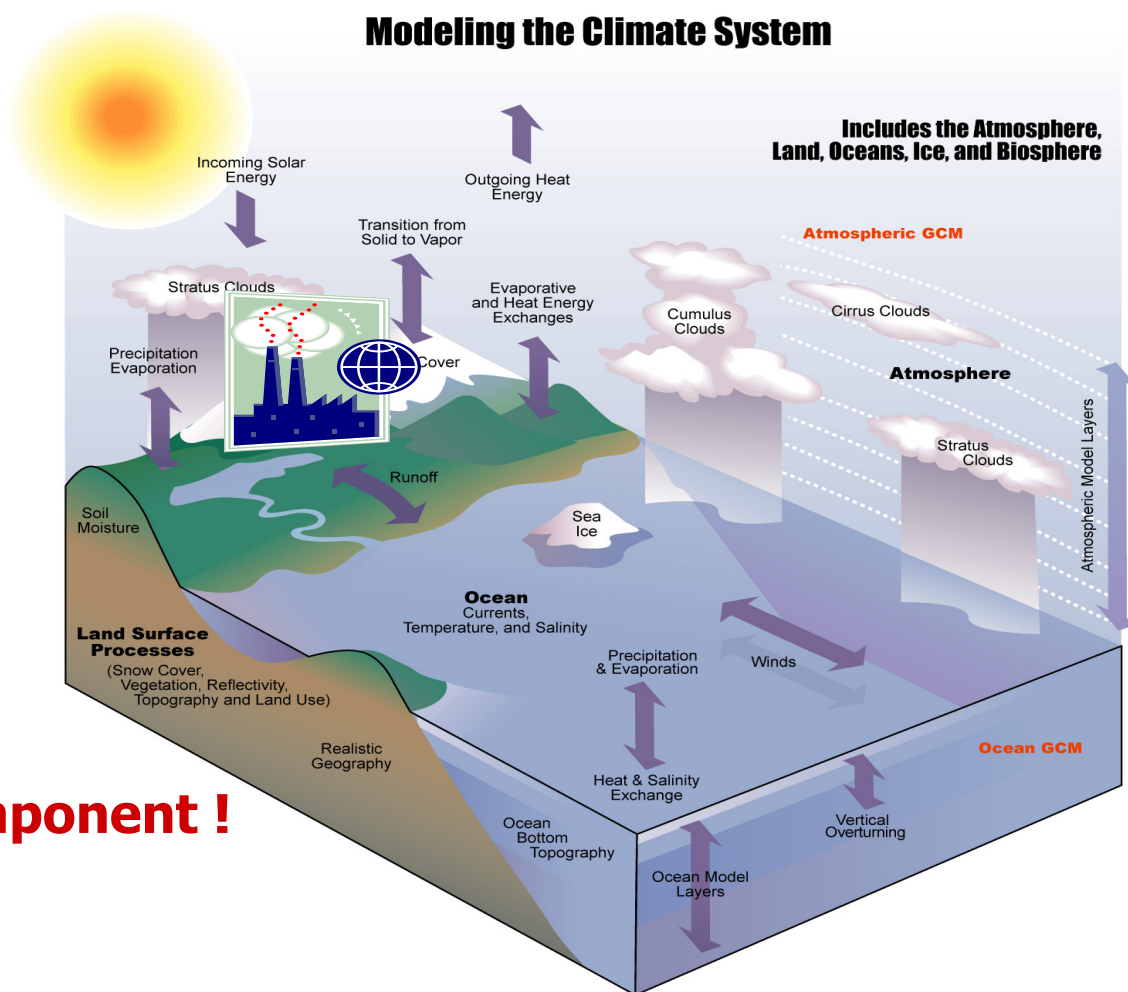 Modeling the Climate System
Includes the Atmosphere,
Land, Oceans, Ice, and Biosphere
Incoming Solar
Energy
Outgoing Heat
Energy
Transition from
Solid to Vapor
Atmospheric GCM
Stratus Clouds
Evaporative
and Heat Energy
Exchanges
Cumulus
Clouds
Cirrus Clouds
Precipitation
Evaporation
Cover
Atmosphere
Stratus
Clouds
Atmospheric Model Layers
Runoff
Soil
Moisture
Sea
Ice
Ocean
Currents,
Temperature, and Salinity
Land Surface
Processes
(Snow Cover,
Vegetation, Reflectivity,
Topography and Land Use)
Precipitation
& Evaporation
Winds
Realistic
Geography
Ocean GCM
Heat & Salinity
Exchange
mponent !
Ocean
Bottom
Topography
Vertical
Overturning
Ocean Model
Layers